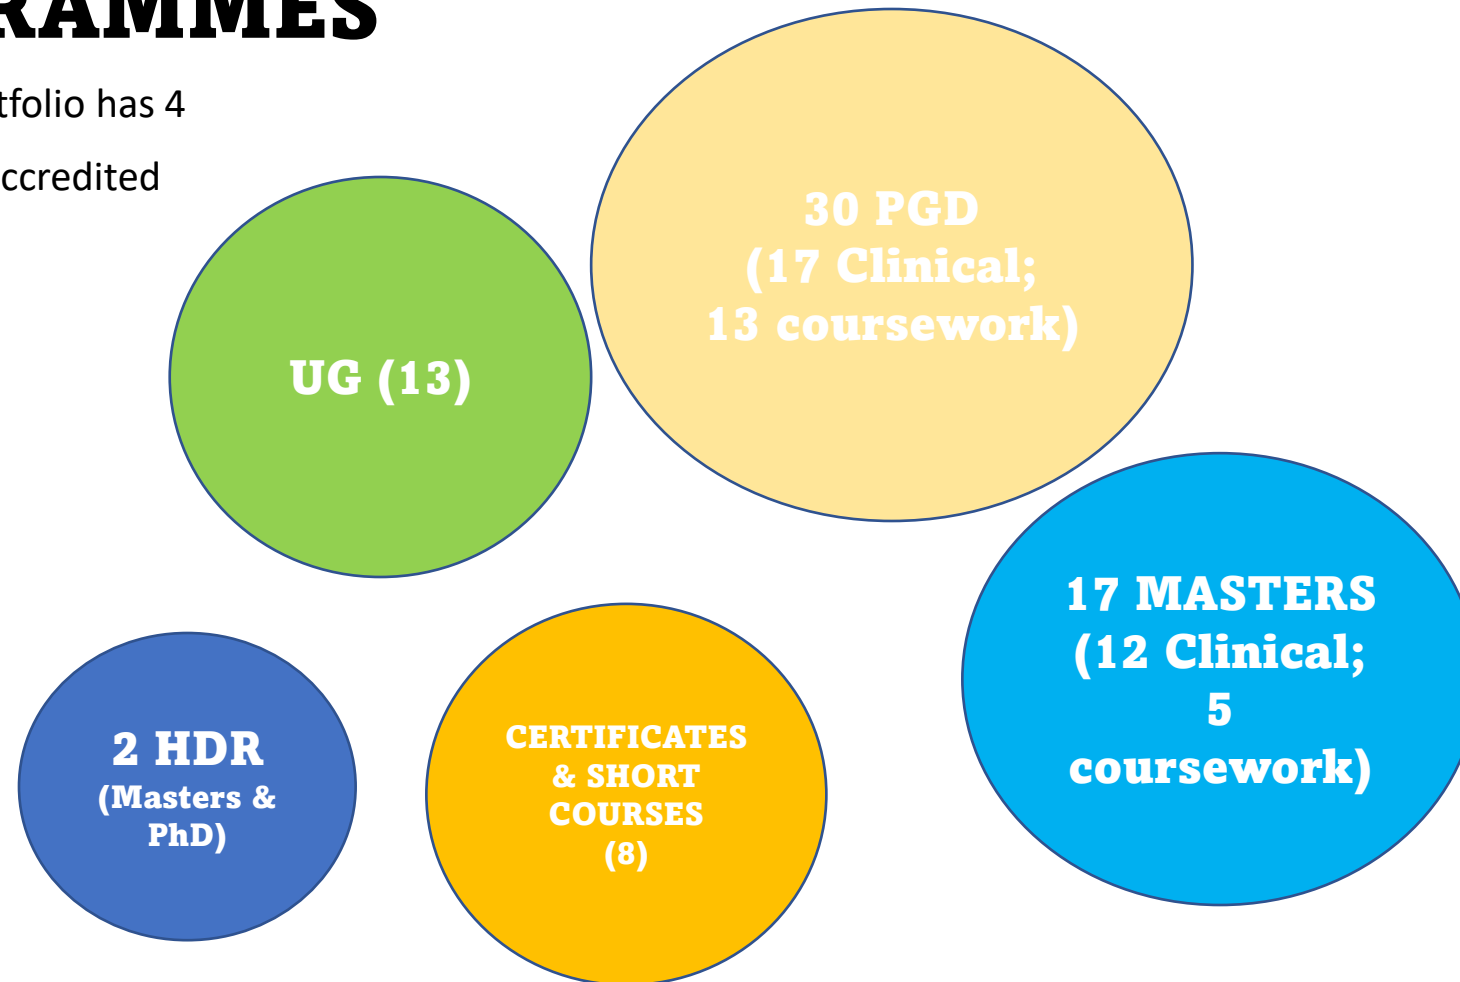 RAMMES
tfolio has 4
ccredited
30 PGD
(17 Clinical;
13 coursework)
UG (13)
17 MASTERS
(12 Clinical;
5
coursework)
2 HDR
(Masters &
PhD)
CERTIFICATES
& SHORT
COURSES
(8)